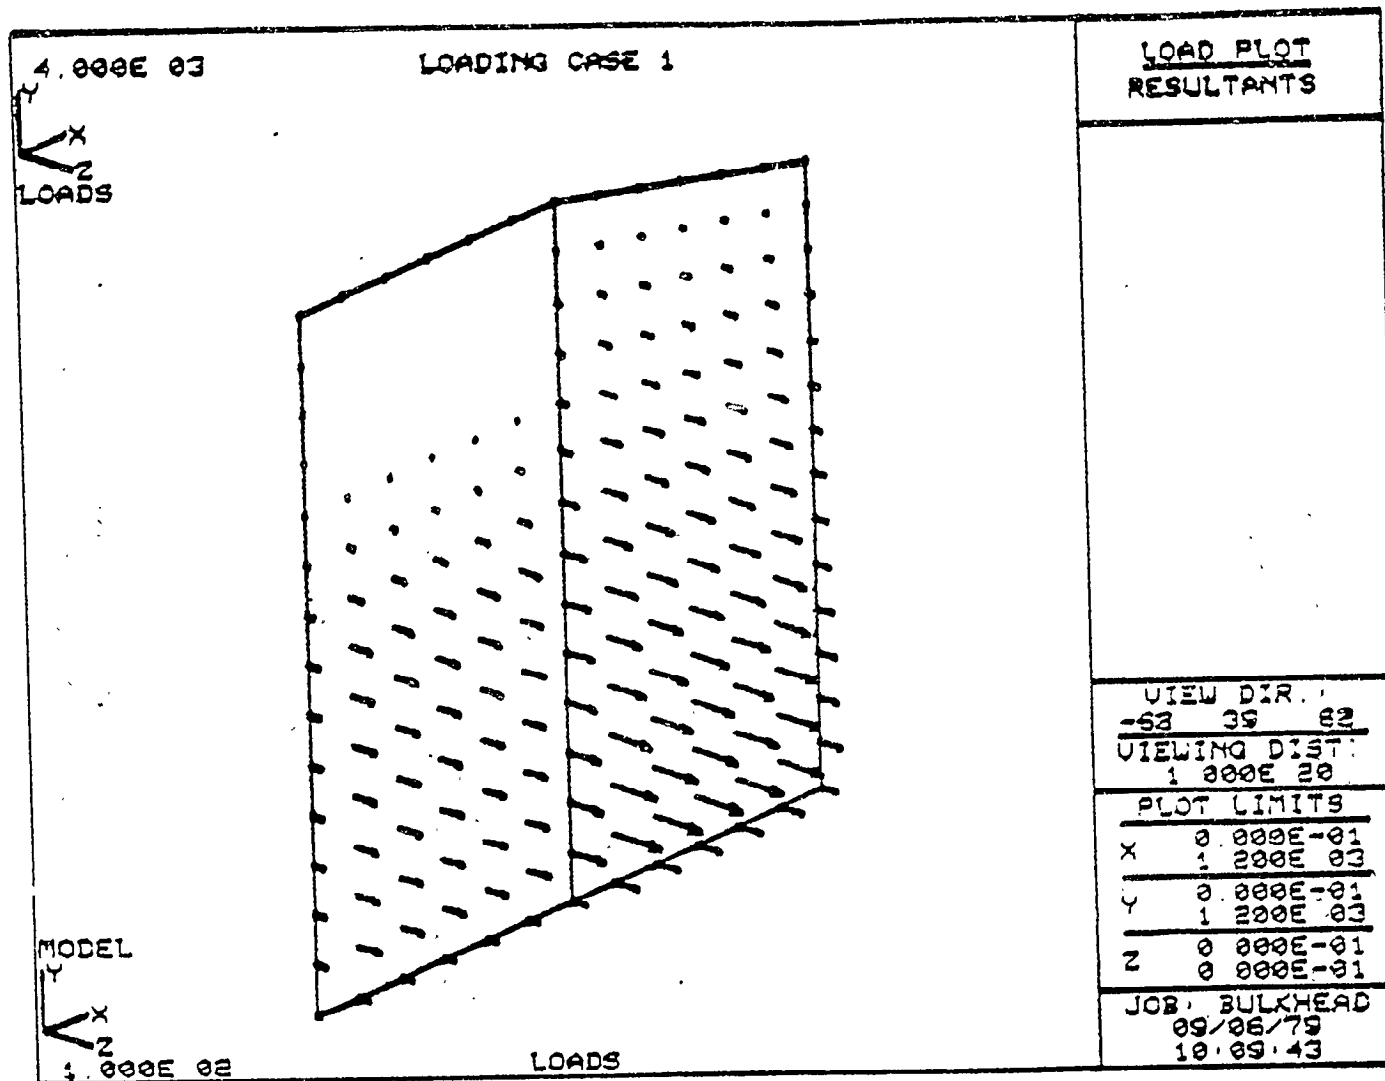 4.000E 03
LOADING CASE 1
Y
X
Z
LOADS
MODEL
Y
X
Z
1.000E 02
LOADS
LOAD PLOT
RESULTANTS
VIEW DIR.
-63 39 82
VIEWING DIST:
1 000E 20
PLOT LIMITS
X 0.000E-01
1 200E 03
Y 0.000E-01
1 200E 03
Z 0 000E-01
0 000E-01
JOB: BULKHEAD
09/06/79
10:09:43